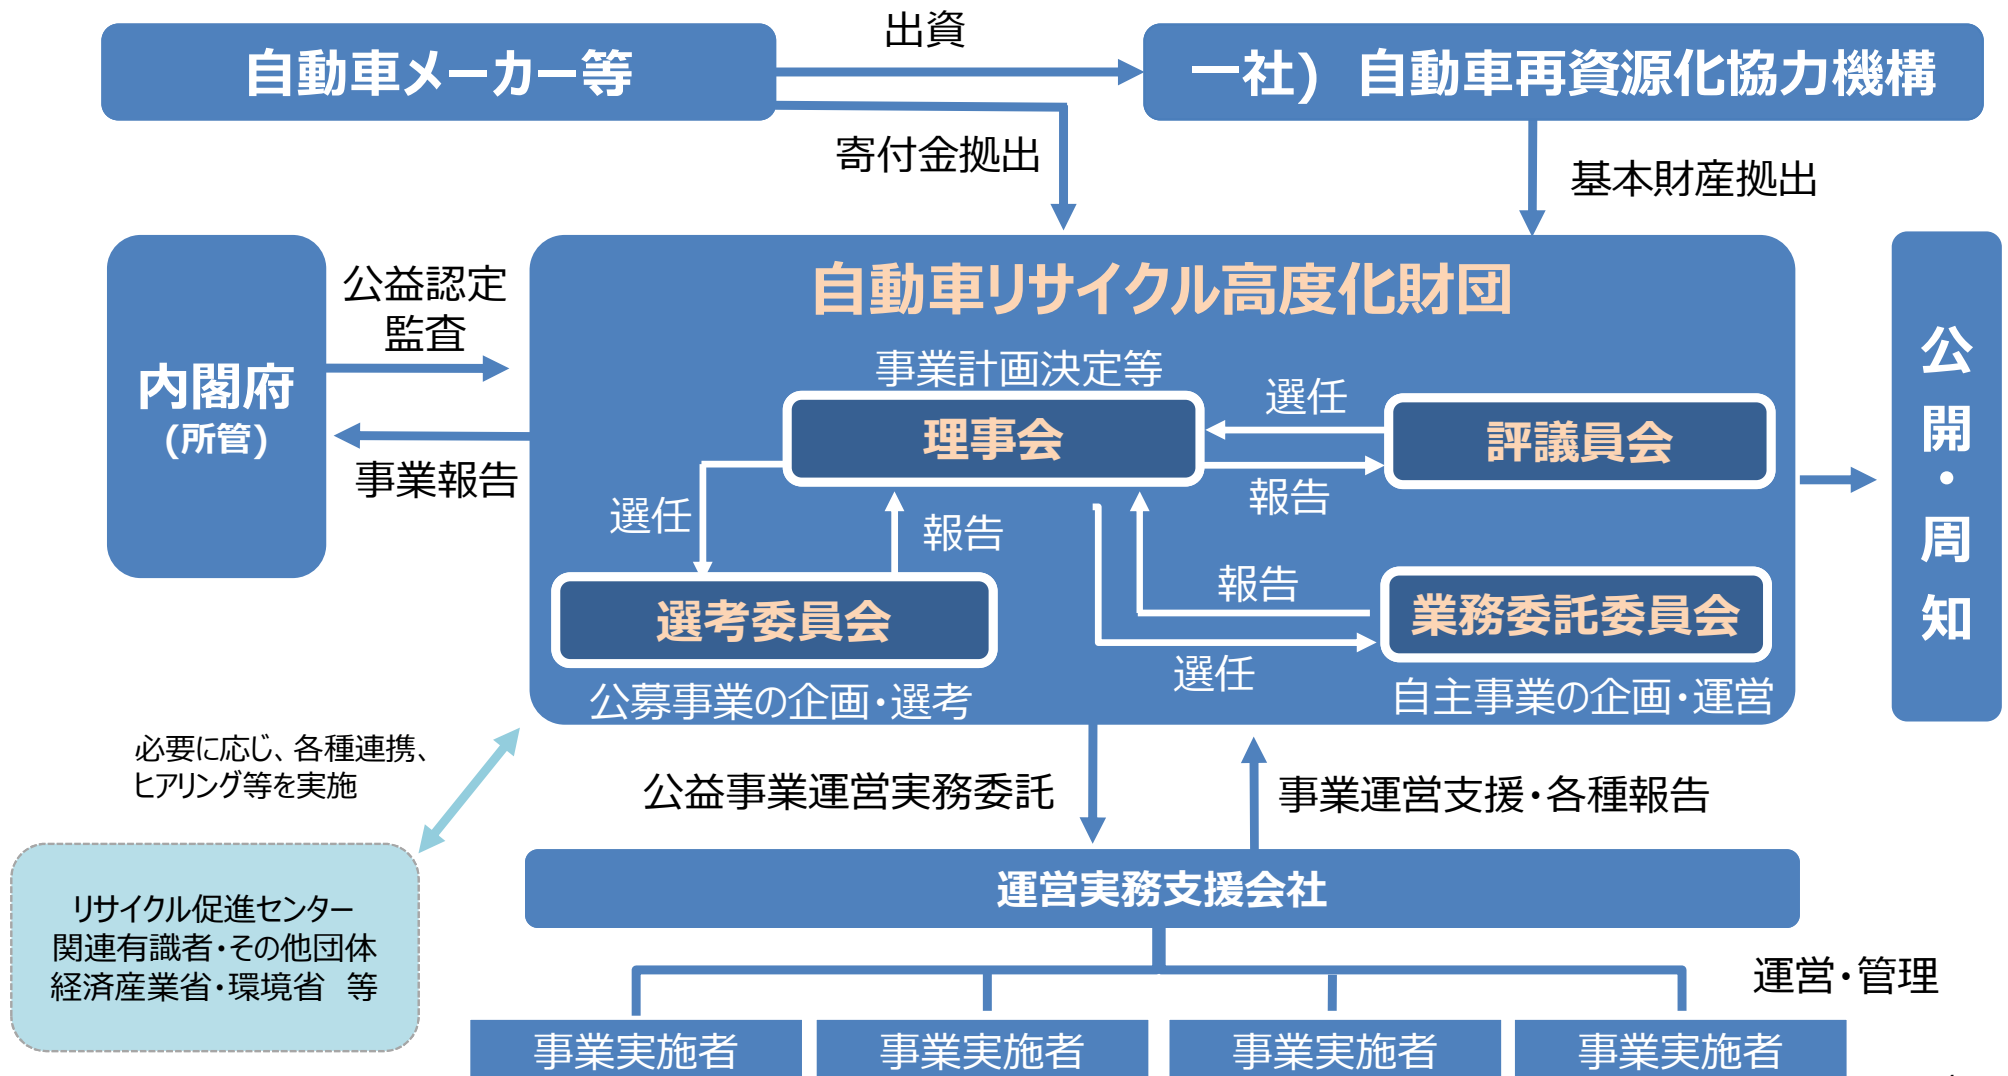 出資
自動車メーカー等
一社) 自動車再資源化協力機構
寄付金拠出
基本財産拠出
公益認定
監査
内閣府
(所管)
事業報告
自動車リサイクル高度化財団
事業計画決定等
理事会
選任
評議員会
報告
選任
報告
報告
選考委員会
業務委託委員会
選任
公募事業の企画・選考
自主事業の企画・運営
公開・周知
必要に応じ、各種連携、
ヒアリング等を実施
公益事業運営実務委託
事業運営支援・各種報告
運営実務支援会社
リサイクル促進センター
関連有識者・その他団体
経済産業省・環境省 等
運営・管理
事業実施者
事業実施者
事業実施者
事業実施者